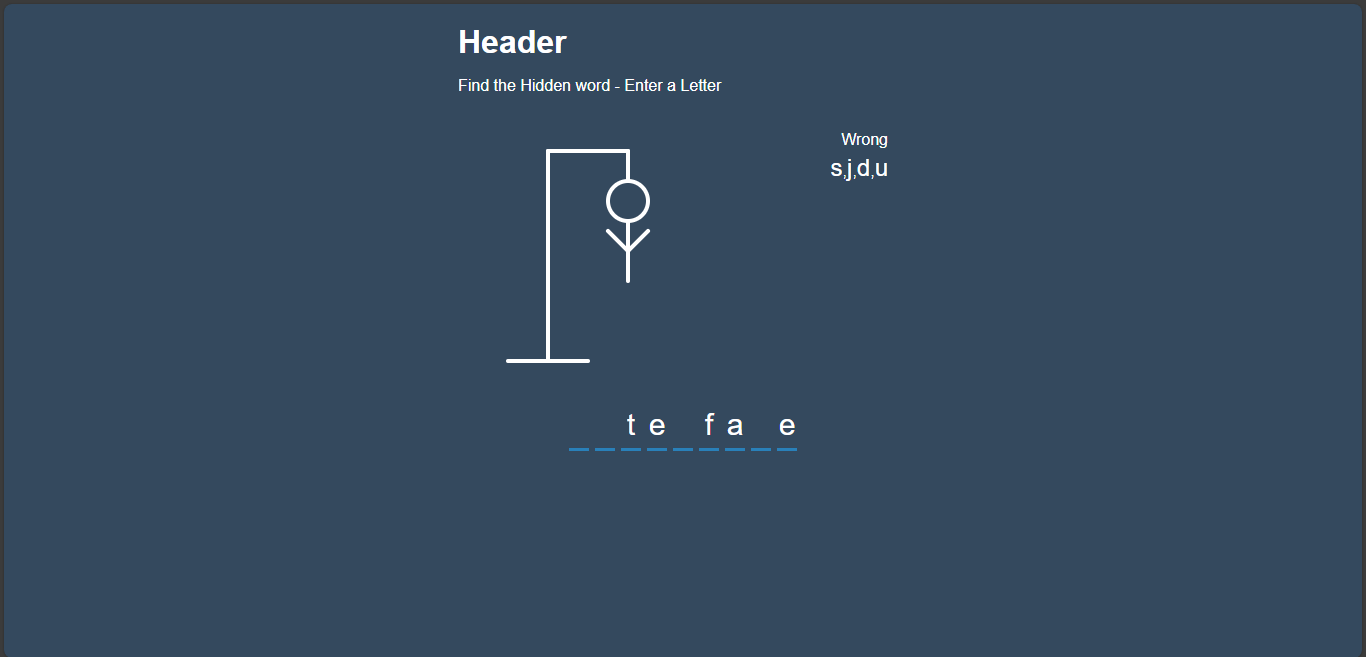 Header
Find the Hidden word - Enter a Letter
Wrong
s,j,d,u
t e f a e